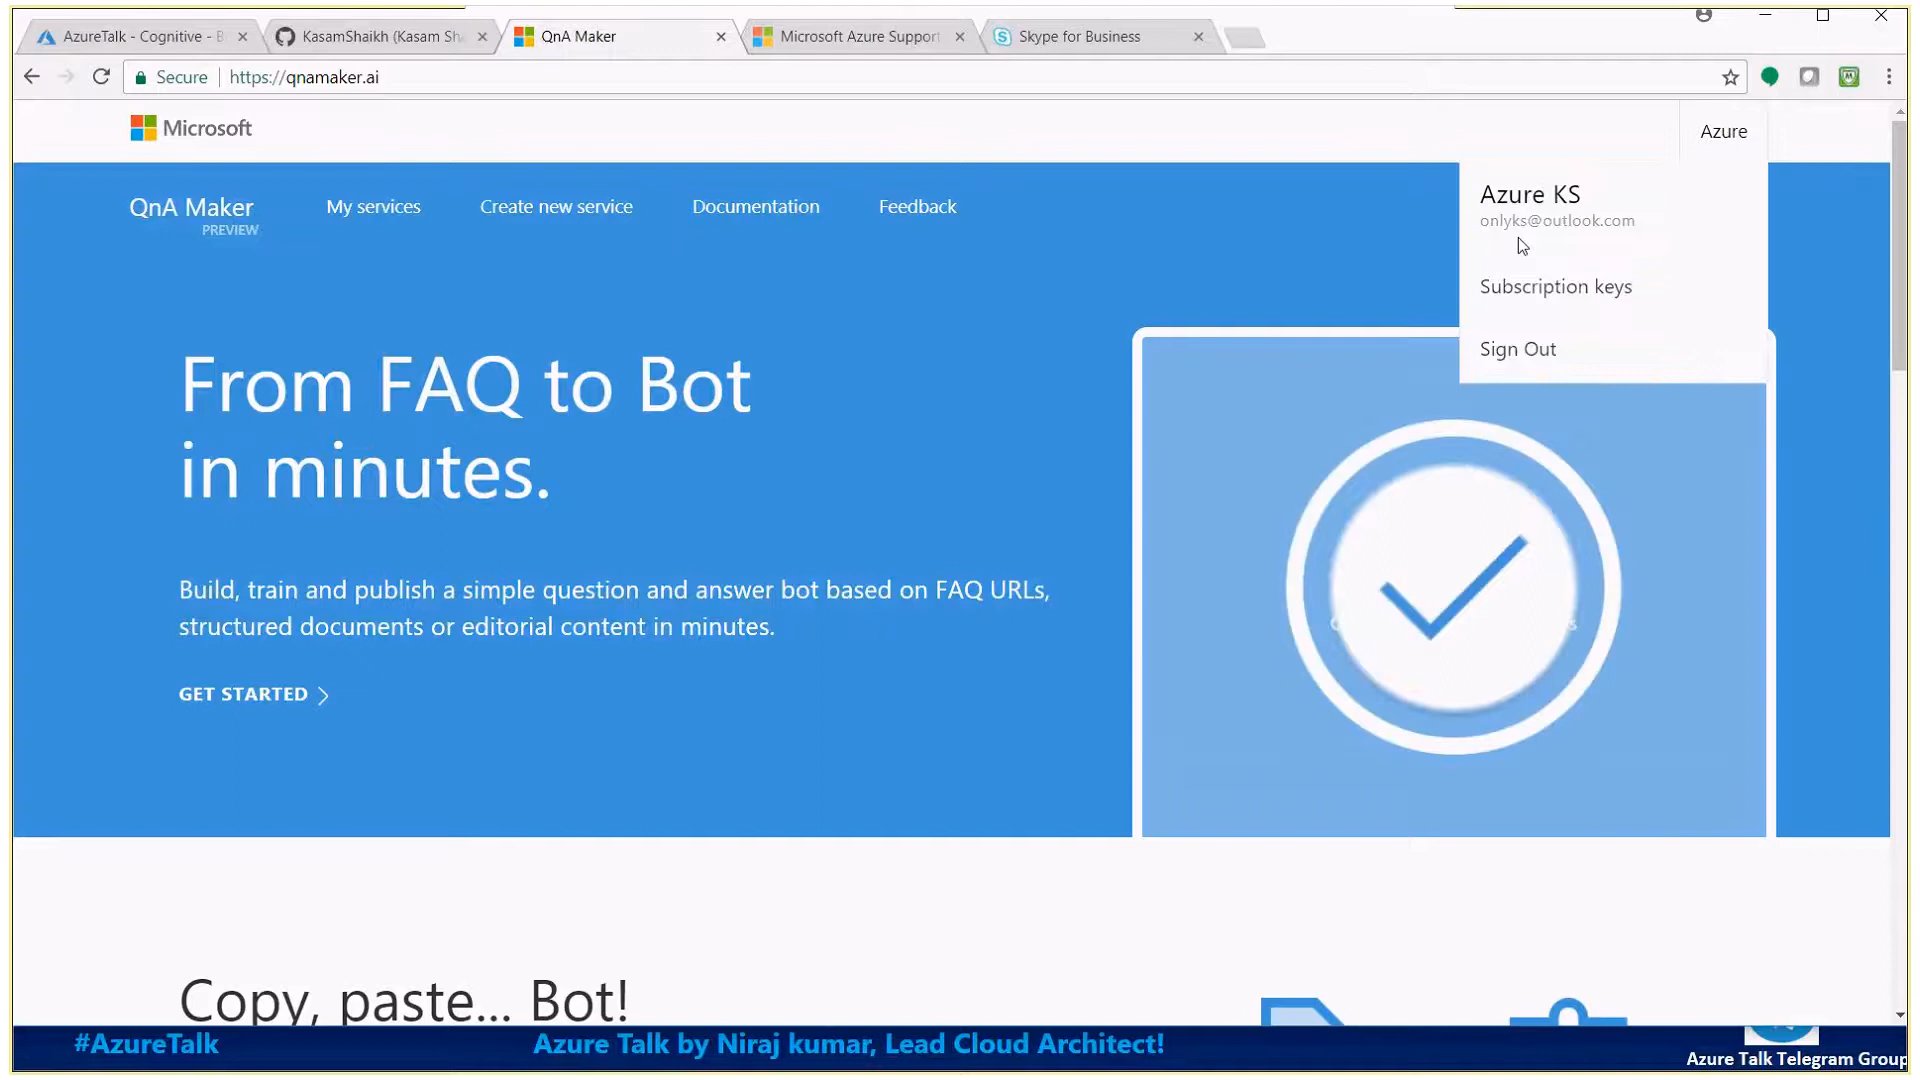 AzureTalk - Cognitive - B
KasamShaikh (Kasam Sh
QnA Maker
Microsoft Azure Support
Skype for Business
Secure
https://qnamaker.ai
Microsoft
Azure
QnA Maker
PREVIEW
My services
Create new service
Documentation
Feedback
Azure KS
onlyks@outlook.com
Subscription keys
Sign Out
From FAQ to Bot
in minutes.
Build, train and publish a simple question and answer bot based on FAQ URLs,
structured documents or editorial content in minutes.
GET STARTED
Copy, paste... Bot!
#AzureTalk
Azure Talk by Niraj kumar, Lead Cloud Architect!
Azure Talk Telegram Group